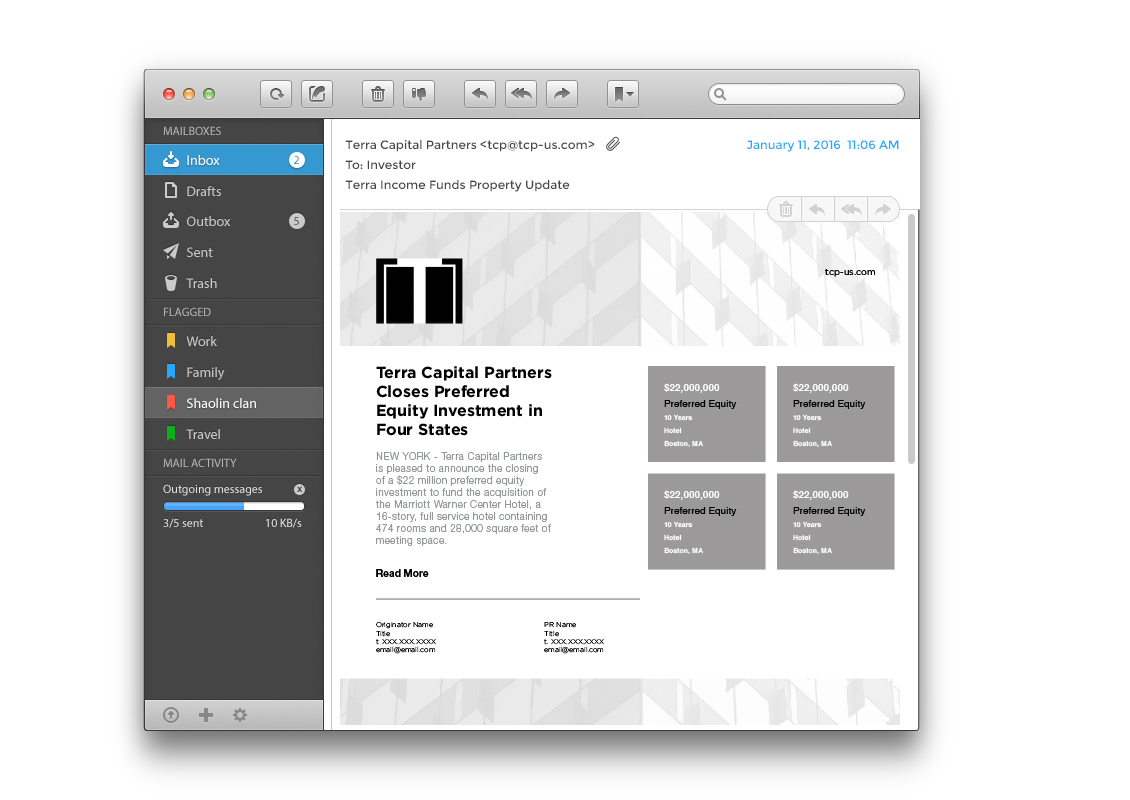 MAILBOXES
Inbox 2
Drafts
Outbox 5
Sent
Trash
FLAGGED
Work
Family
Shaolin clan
Travel
MAIL ACTIVITY
Outgoing messages
3/5 sent 10 KB/s
Terra Capital Partners <tcp@tcp-us.com> January 11, 2016 11:06 AM
To: Investor
Terra Income Funds Property Update
tcp-us.com
Terra Capital Partners
Closes Preferred
Equity Investment in
Four States
NEW YORK - Terra Capital Partners
is pleased to announce the closing
of a $22 million preferred equity
investment to fund the acquisition of
the Marriott Warner Center Hotel, a
16-story, full service hotel containing
474 rooms and 28,000 square feet of
meeting space.
Read More
$22,000,000
Preferred Equity
10 Years
Hotel
Boston, MA
$22,000,000
Preferred Equity
10 Years
Hotel
Boston, MA
$22,000,000
Preferred Equity
10 Years
Hotel
Boston, MA
$22,000,000
Preferred Equity
10 Years
Hotel
Boston, MA
Originator Name
Title
t. XXX.XXX.XXXX
email@email.com
PR Name
Title
t. XXX.XXX.XXXX
email@email.com